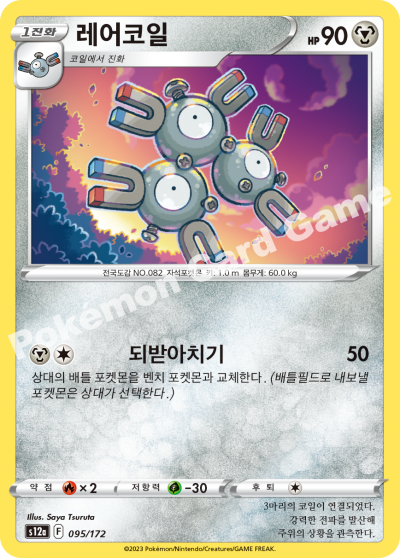 1진화
레어코일
HP 90
코일에서 진화
전국도감 NO.082 자석포켓몬 키: 1.0 m 몸무게: 60.0 kg
Pokémon Card Game
되받아치기 50
상대의 배틀 포켓몬을 벤치 포켓몬과 교체한다. (배틀필드로 내보낼
포켓몬은 상대가 선택한다.)
약점 ×2 저항력 -30 후퇴
Illus. Saya Tsuruta
s12a F 095/172
3마리의 코일이 연결되었다.
강력한 전파를 발산해
주위의 상황을 관찰한다.
©2023 Pokémon/Nintendo/Creatures/GAME FREAK.